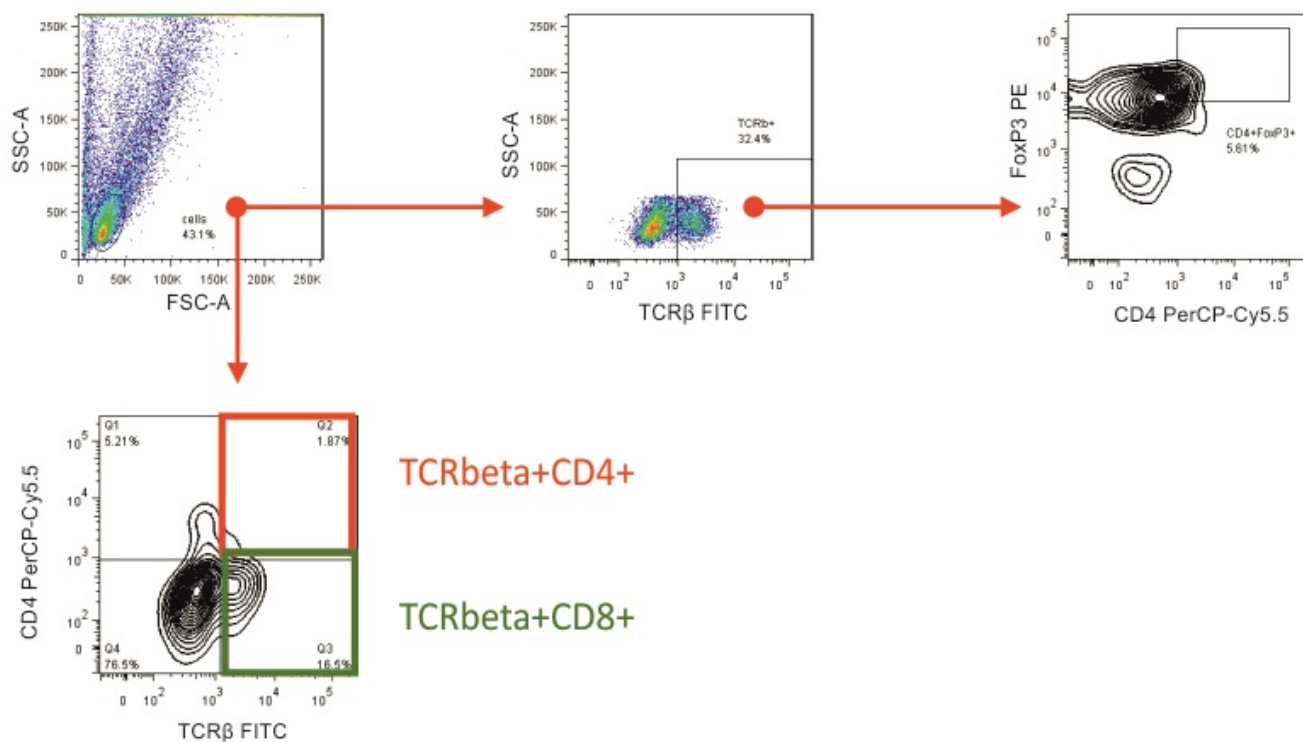 250K
200K
150K
100K
50K
0
SSC-A
cells
43.1%
0 50K 100K 150K 200K 250K
FSC-A
250K
200K
150K
100K
50K
0
SSC-A
TCRb+
32.4%
0 10² 10³ 10⁴ 10⁵
TCRβ FITC
10⁵
10⁴
10³
10²
0
FoxP3 PE
CD4+FoxP3+
5.61%
0 10² 10³ 10⁴ 10⁵
CD4 PerCP-Cy5.5
Q1
5.21%
Q2
1.87%
10⁵
10⁴
10³
10²
0
CD4 PerCP-Cy5.5
Q4
76.5%
Q3
16.5%
0 10² 10³ 10⁴ 10⁵
TCRβ FITC
TCRbeta+CD4+
TCRbeta+CD8+